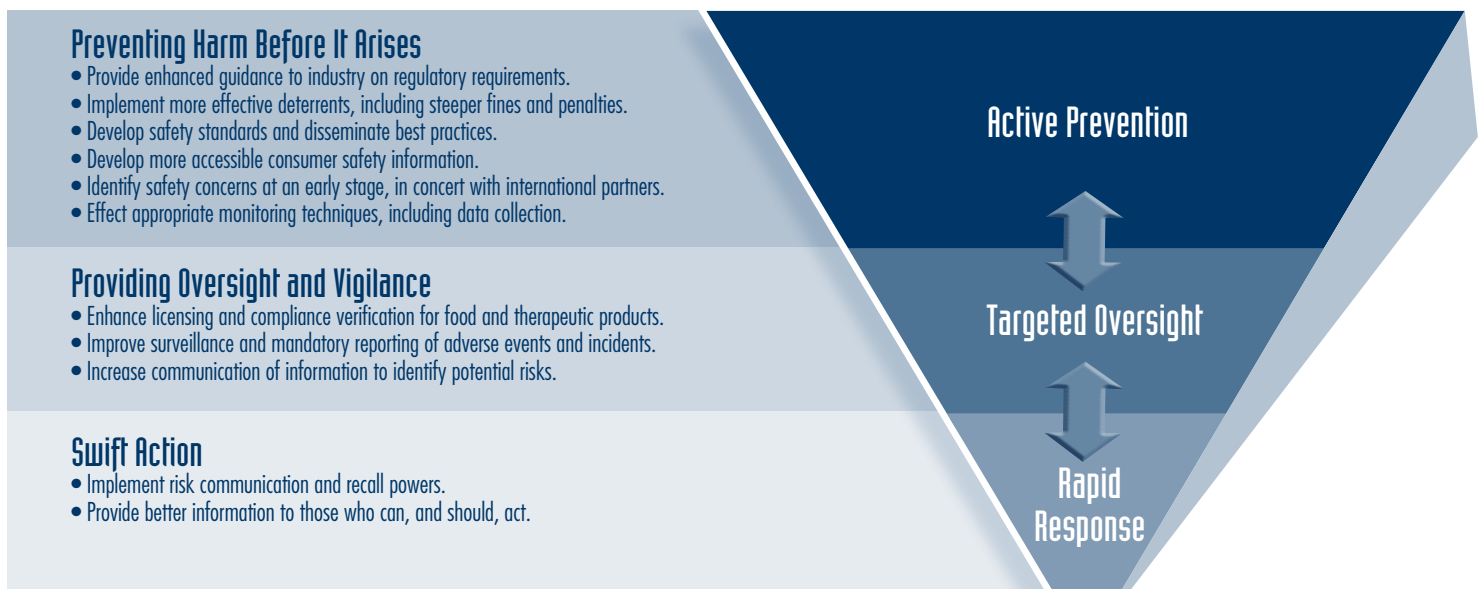 Preventing Harm Before It Arises
• Provide enhanced guidance to industry on regulatory requirements.
• Implement more effective deterrents, including steeper fines and penalties.
• Develop safety standards and disseminate best practices.
• Develop more accessible consumer safety information.
• Identify safety concerns at an early stage, in concert with international partners.
• Effect appropriate monitoring techniques, including data collection.
Active Prevention
Providing Oversight and Vigilance
• Enhance licensing and compliance verification for food and therapeutic products.
• Improve surveillance and mandatory reporting of adverse events and incidents.
• Increase communication of information to identify potential risks.
Targeted Oversight
Swift Action
• Implement risk communication and recall powers.
• Provide better information to those who can, and should, act.
Rapid
Response